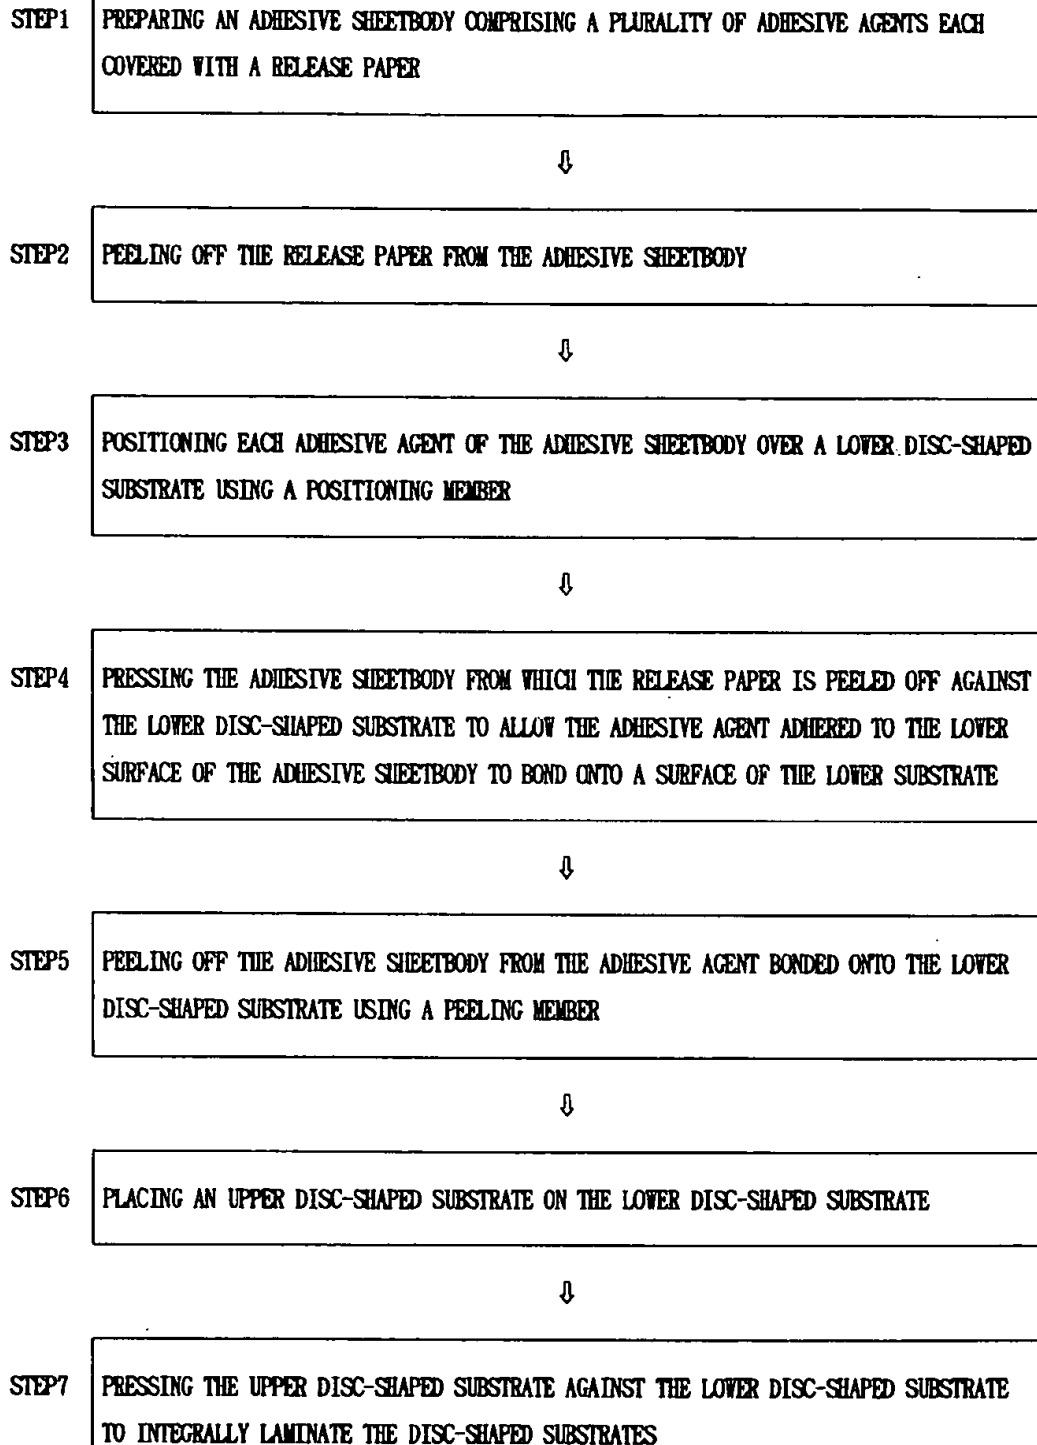 STEP1 PREPARING AN ADHESIVE SHEETBODY COMPRISING A PLURALITY OF ADHESIVE AGENTS EACH
COVERED WITH A RELEASE PAPER
⇩
STEP2 PEELING OFF THE RELEASE PAPER FROM THE ADHESIVE SHEETBODY
⇩
STEP3 POSITIONING EACH ADHESIVE AGENT OF THE ADHESIVE SHEETBODY OVER A LOWER DISC-SHAPED
SUBSTRATE USING A POSITIONING MEMBER
⇩
STEP4 PRESSING THE ADHESIVE SHEETBODY FROM WHICH THE RELEASE PAPER IS PEELED OFF AGAINST
THE LOWER DISC-SHAPED SUBSTRATE TO ALLOW THE ADHESIVE AGENT ADHERED TO THE LOWER
SURFACE OF THE ADHESIVE SHEETBODY TO BOND ONTO A SURFACE OF THE LOWER SUBSTRATE
⇩
STEP5 PEELING OFF THE ADHESIVE SHEETBODY FROM THE ADHESIVE AGENT BONDED ONTO THE LOWER
DISC-SHAPED SUBSTRATE USING A PEELING MEMBER
⇩
STEP6 PLACING AN UPPER DISC-SHAPED SUBSTRATE ON THE LOWER DISC-SHAPED SUBSTRATE
⇩
STEP7 PRESSING THE UPPER DISC-SHAPED SUBSTRATE AGAINST THE LOWER DISC-SHAPED SUBSTRATE
TO INTEGRALLY LAMINATE THE DISC-SHAPED SUBSTRATES